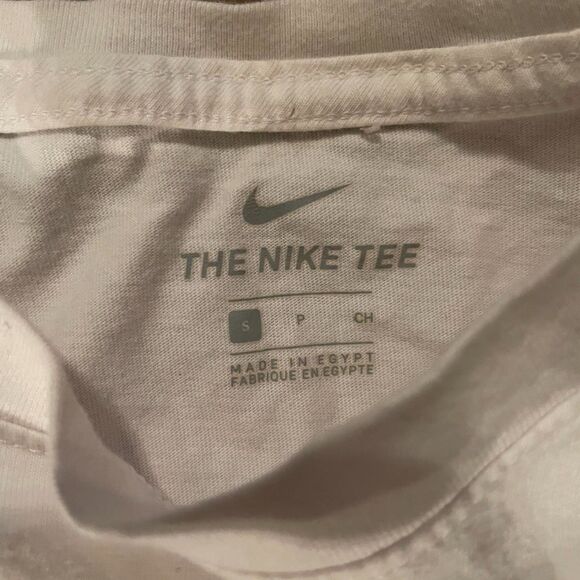 THE NIKE TEE
S P CH
MADE IN EGYPT
FABRIQUE EN EGYPTE